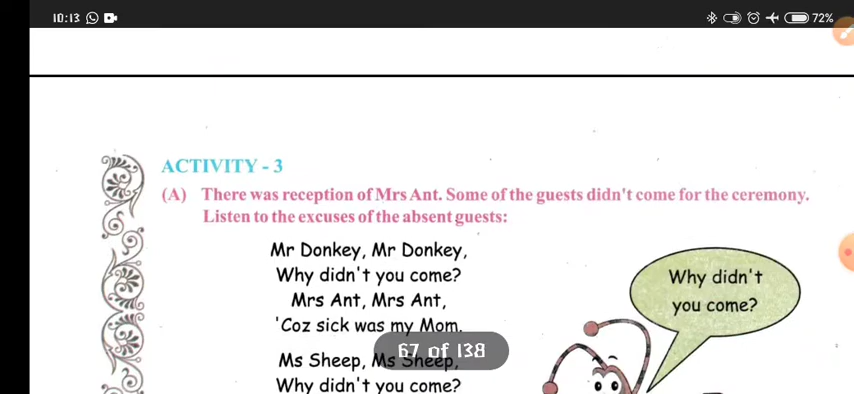 10:13
72%
ACTIVITY - 3
(A) There was reception of Mrs Ant. Some of the guests didn't come for the ceremony.
Listen to the excuses of the absent guests:
Mr Donkey, Mr Donkey,
Why didn't you come?
Mrs Ant, Mrs Ant,
'Coz sick was my Mom.
Ms Sheep, Ms Sheep,
Why didn't you come?
Why didn't
you come?
67 of 138